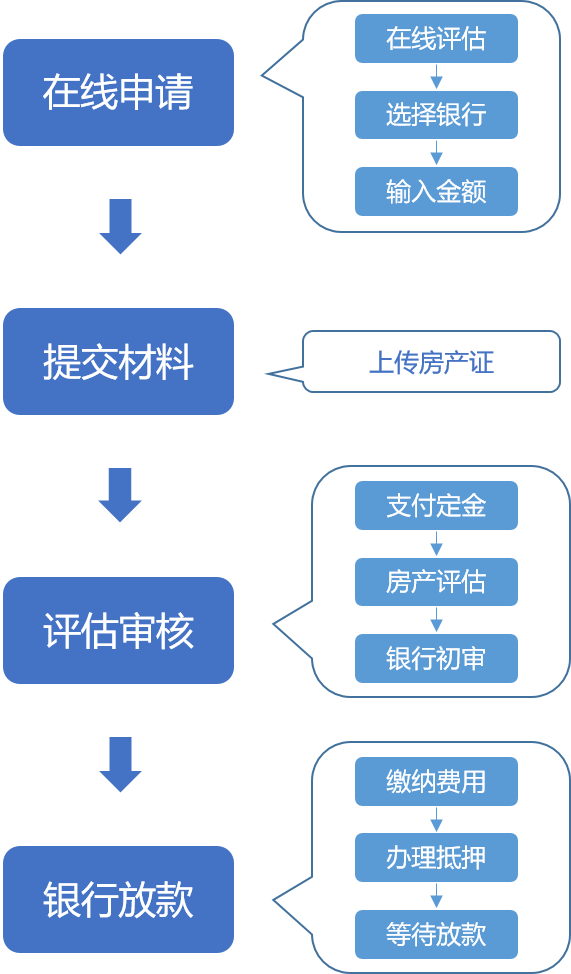 在线申请
在线评估
选择银行
输入金额
提交材料
上传房产证
评估审核
支付定金
房产评估
银行初审
银行放款
缴纳费用
办理抵押
等待放款